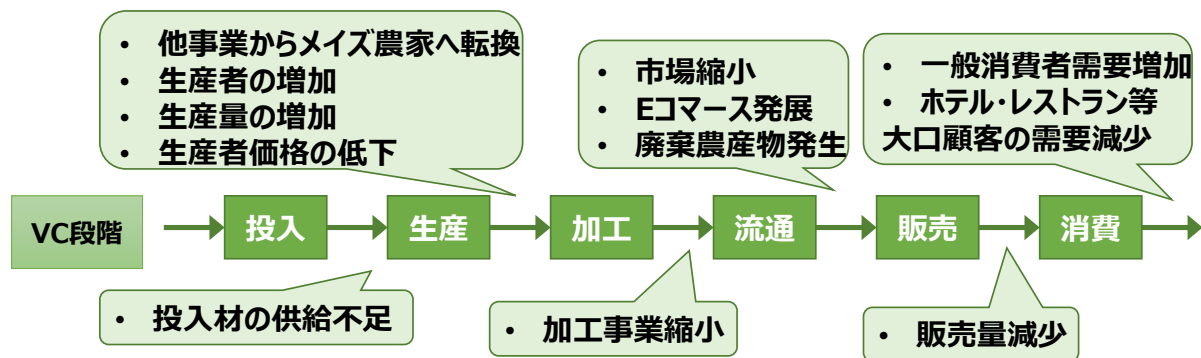 • 他事業からメイズ農家へ転換
• 生産者の増加
• 生産量の増加
• 生産者価格の低下
• 市場縮小
• Eコマース発展
• 廃棄農産物発生
• 一般消費者需要増加
• ホテル・レストラン等
大口顧客の需要減少
VC段階
投入
生産
加工
流通
販売
消費
• 投入材の供給不足
• 加工事業縮小
• 販売量減少